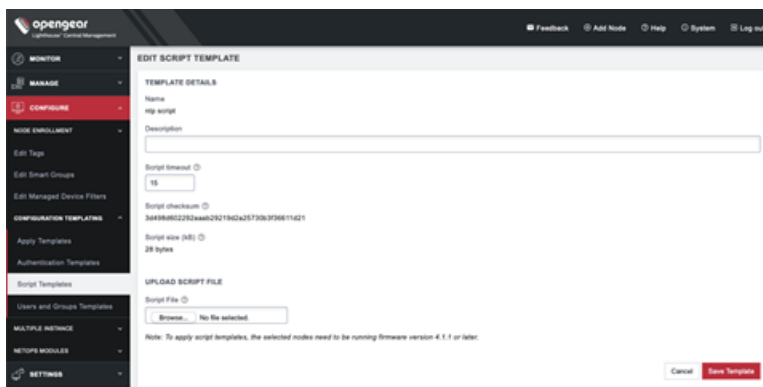 opengear
Lighthouse Central Management
Feedback
Add Node
Help
System
Log ou
MONITOR
MANAGE
CONFIGURE
NODE ENROLLMENT
Edit Tags
Edit Smart Groups
Edit Managed Device Filters
CONFIGURATION TEMPLATING
Apply Templates
Authentication Templates
Script Templates
Users and Groups Templates
MULTIPLE INSTANCE
NETOPS MODULES
SETTINGS
EDIT SCRIPT TEMPLATE
TEMPLATE DETAILS
Name
ntp script
Description
Script timeout
15
Script checksum
Script size (kB)
28 bytes
UPLOAD SCRIPT FILE
Script File
Browse... No file selected.
Note: To apply script templates, the selected nodes need to be running firmware version 4.1.1 or later.
Cancel
Save Template